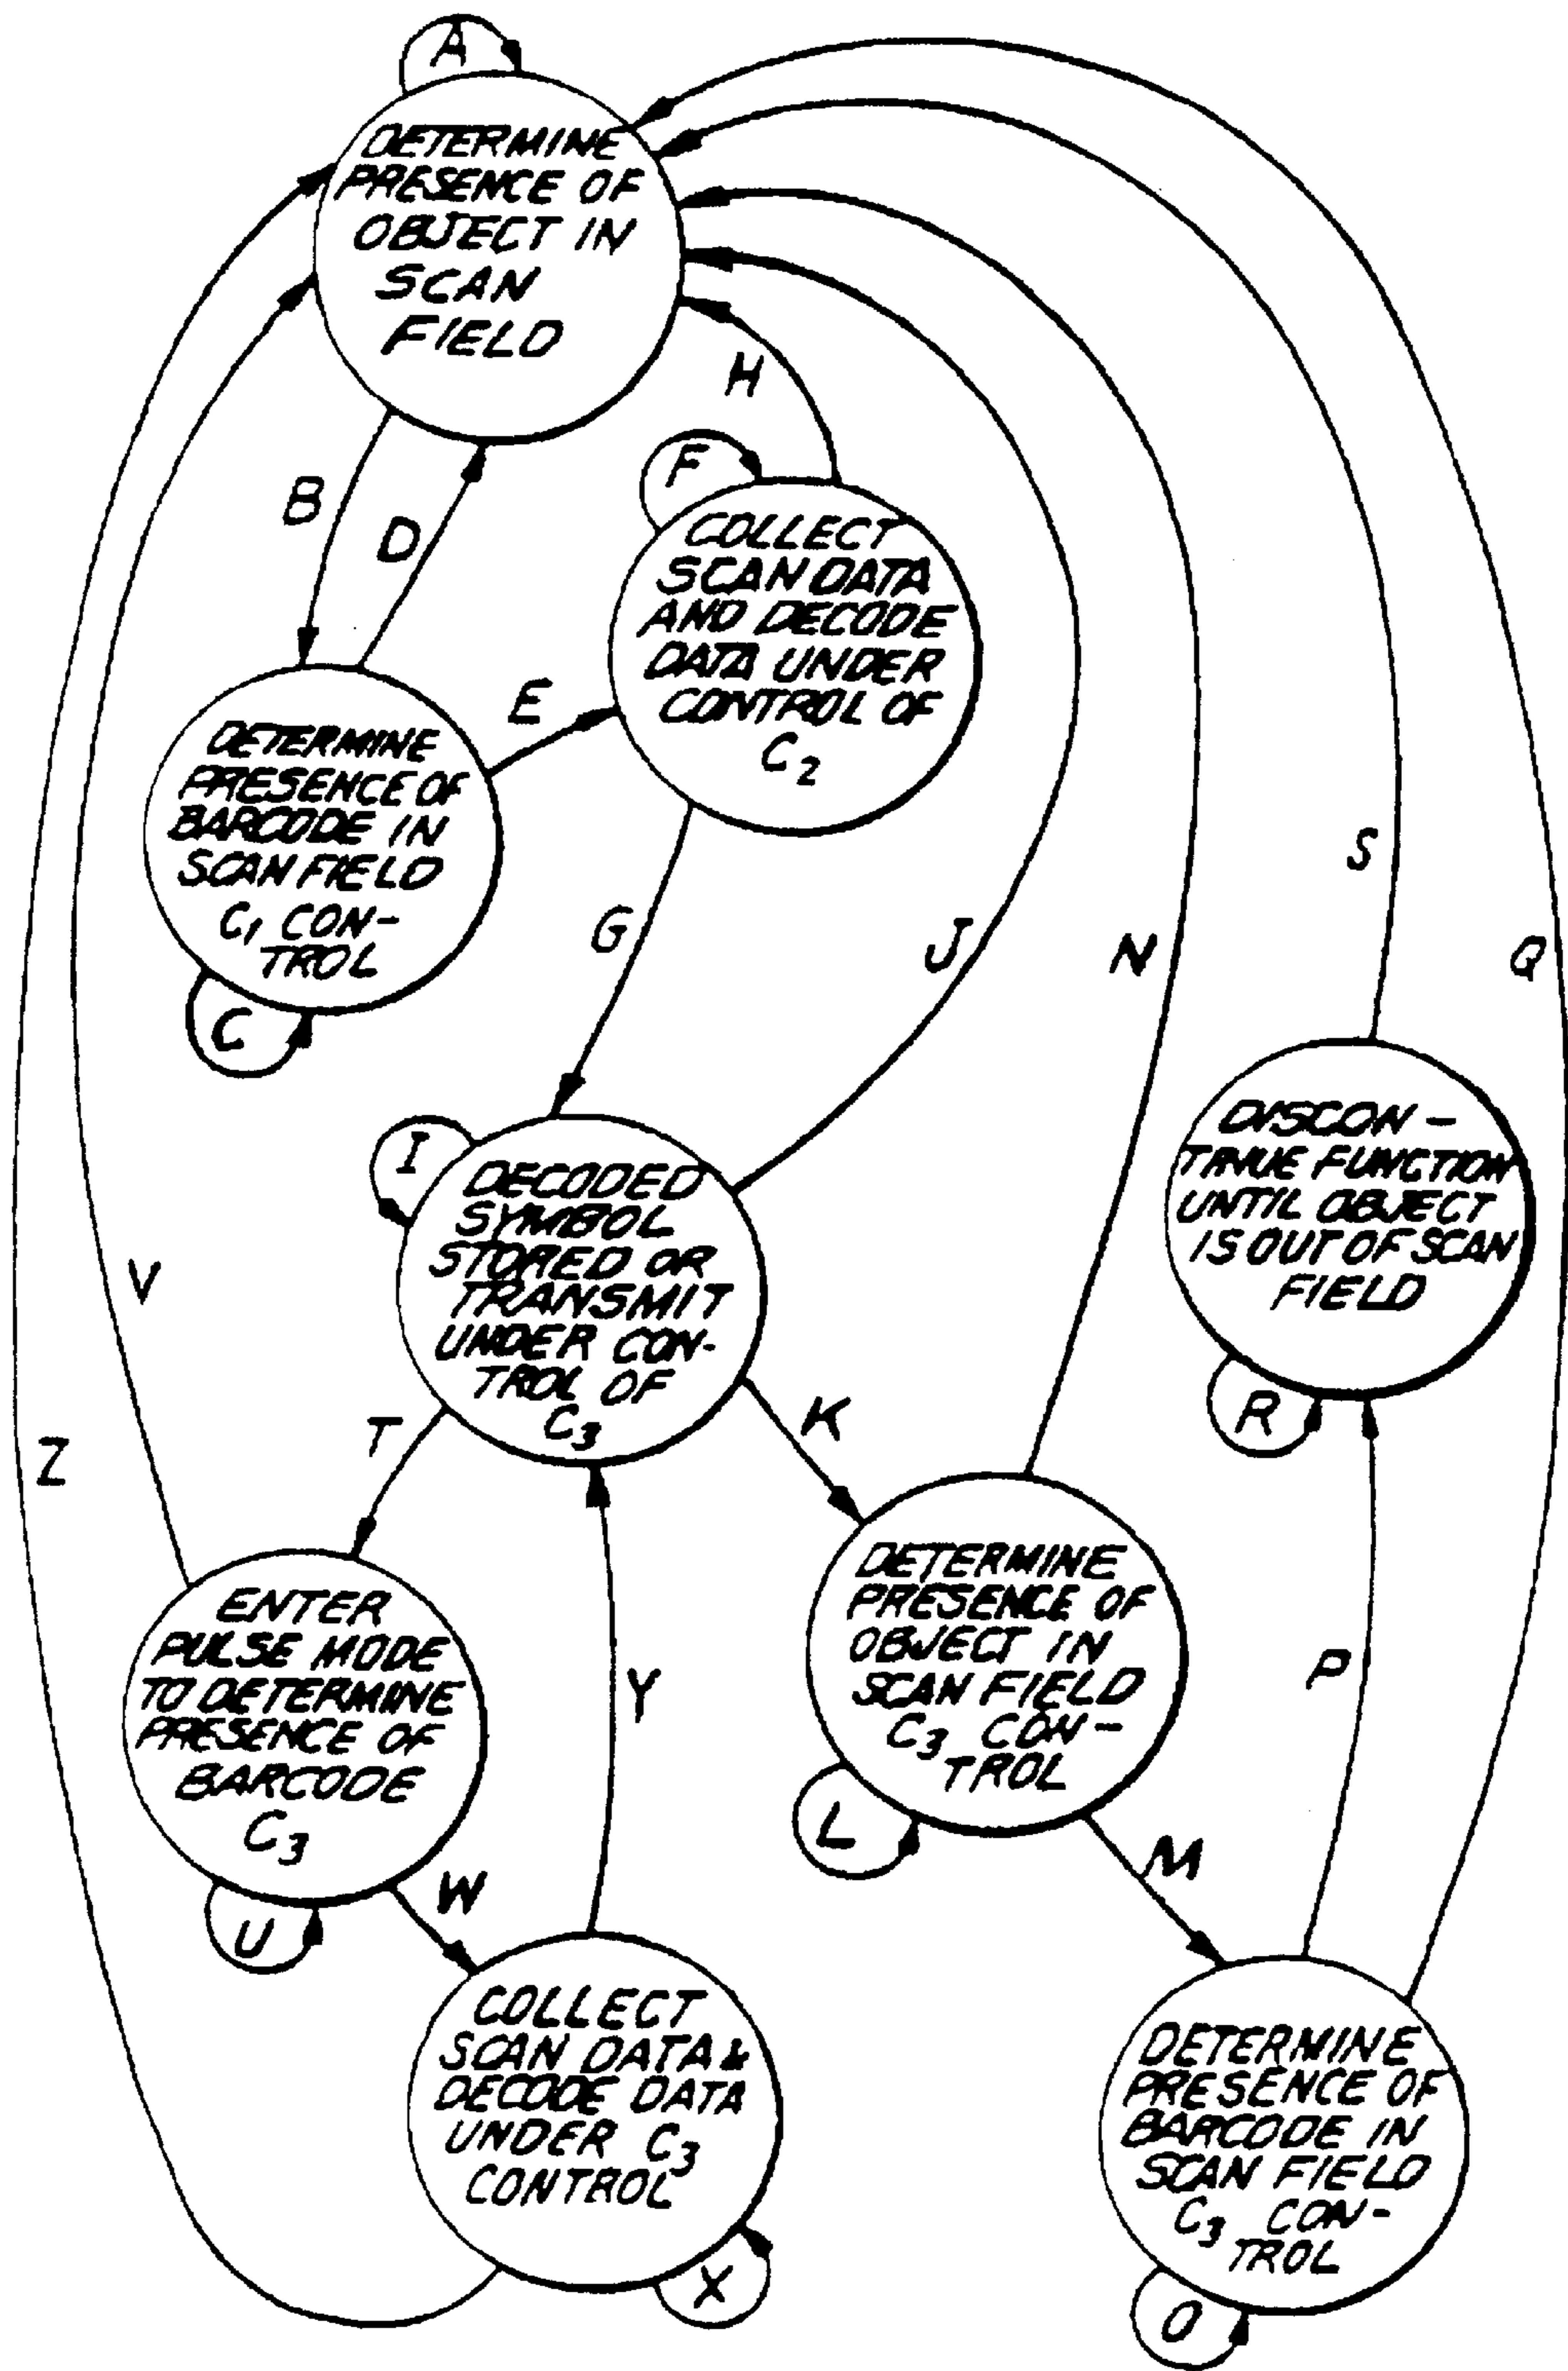 A
DETERMINE
PRESENCE OF
OBJECT IN
SCAN
FIELD
H
B
D
F
COLLECT
SCAN DATA
AND DECODE
DATA UNDER
CONTROL OF
C2
E
DETERMINE
PRESENCE OF
BARCODE IN
SCAN FIELD
C1 CON-
TROL
C
G
J
N
S
Q
I
DECODED
SYMBOL
STORED OR
TRANSMIT
UNDER CON-
TROL OF
C3
DISCON-
TINUE FUNCTION
UNTIL OBJECT
IS OUT OF SCAN
FIELD
R
V
Z
T
K
ENTER
PULSE MODE
TO DETERMINE
PRESENCE OF
BARCODE
C3
U
Y
DETERMINE
PRESENCE OF
OBJECT IN
SCAN FIELD
C3 CON-
TROL
L
P
W
M
COLLECT
SCAN DATA &
DECODE DATA
UNDER C3
CONTROL
X
DETERMINE
PRESENCE OF
BARCODE IN
SCAN FIELD
C3 CON-
TROL
O